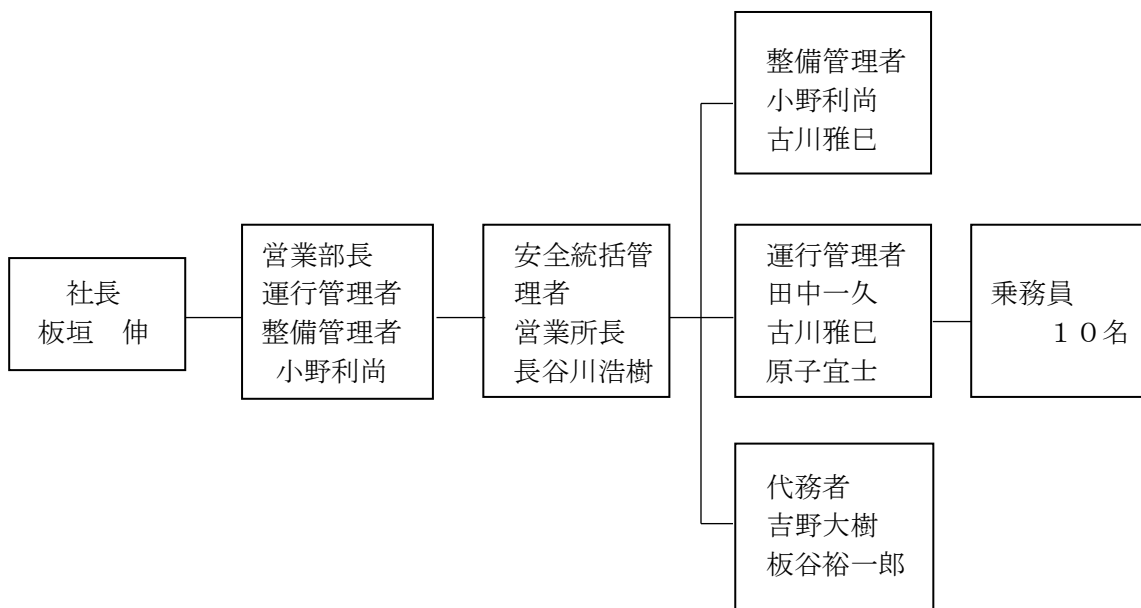 社長
板垣　伸
営業部長
運行管理者
整備管理者
小野利尚
安全統括管
理者
営業所長
長谷川浩樹
整備管理者
小野利尚
古川雅巳
運行管理者
田中一久
古川雅巳
原子宜士
乗務員
１０名
代務者
吉野大樹
板谷裕一郎